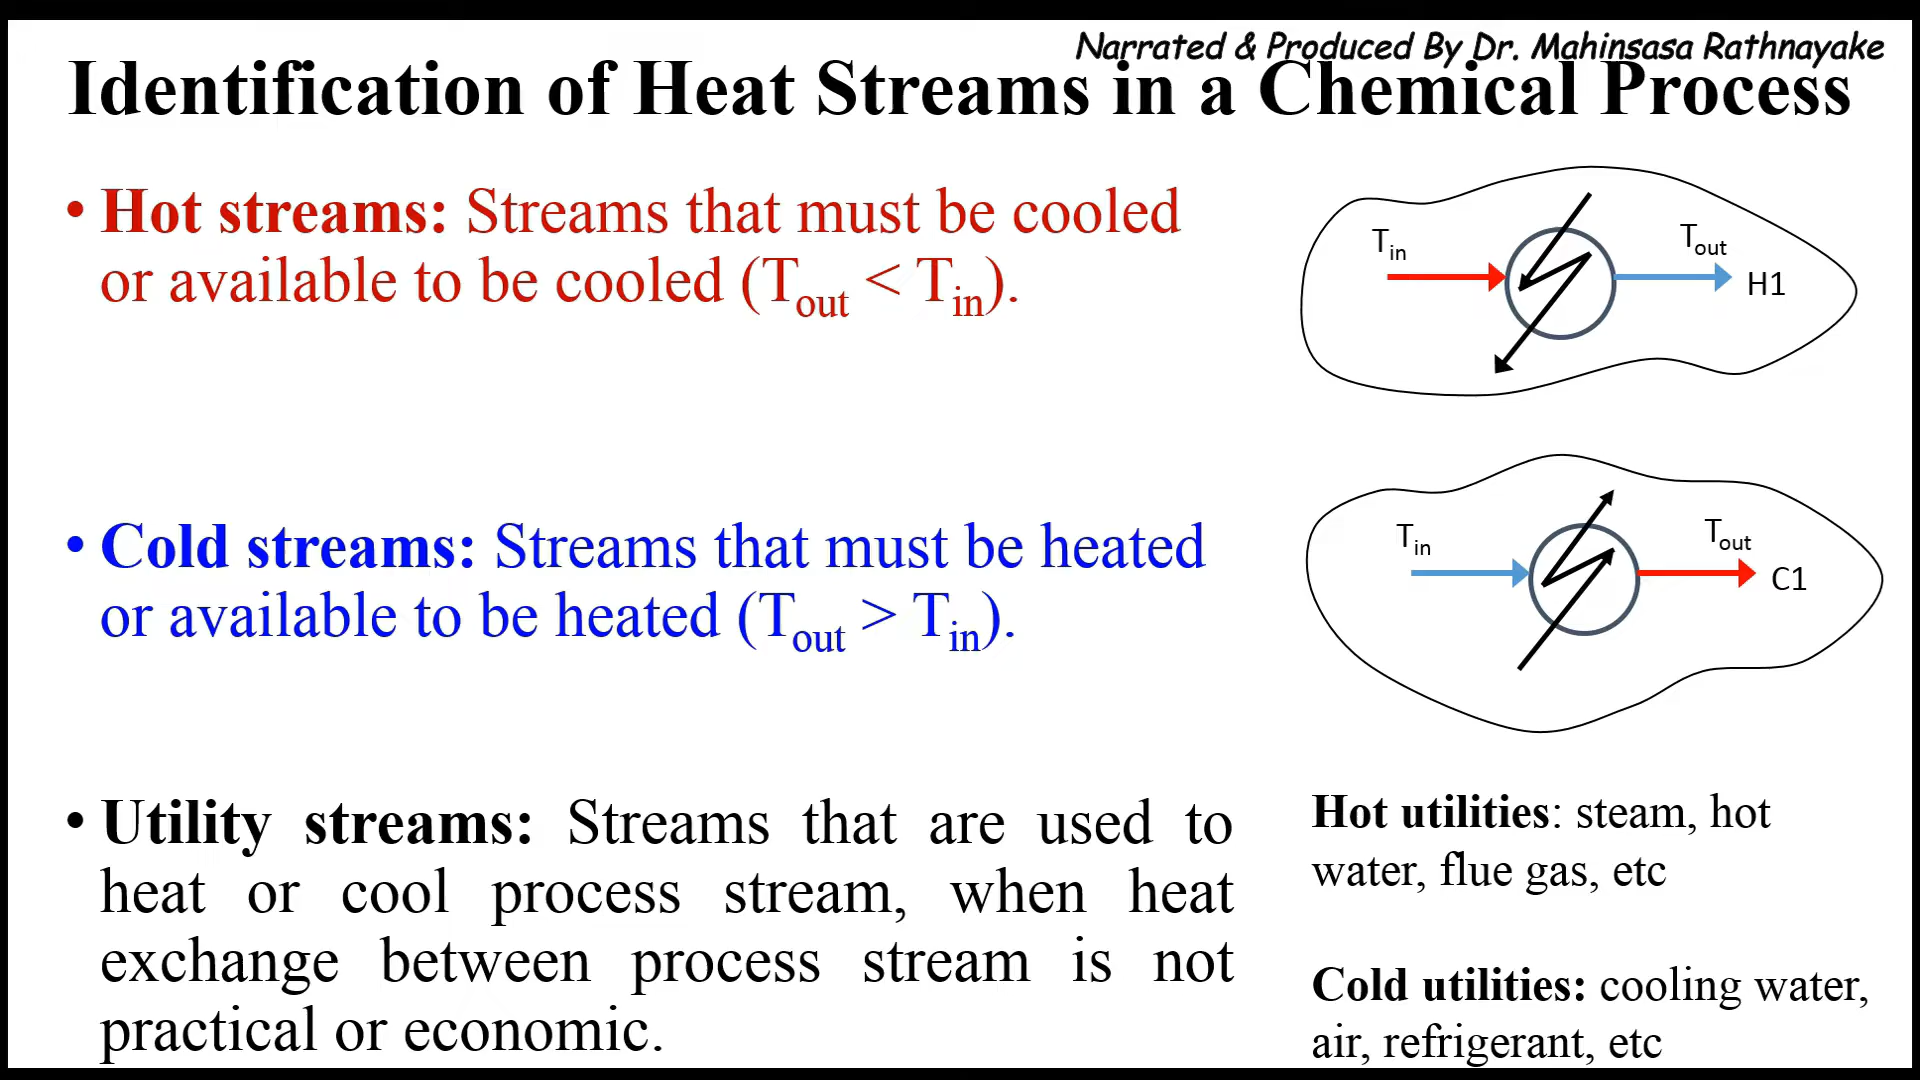 Narrated & Produced By Dr. Mahinsasa Rathnayake
Identification of Heat Streams in a Chemical Process
• Hot streams: Streams that must be cooled
or available to be cooled (Tout < Tin).
Tin
Tout
H1
• Cold streams: Streams that must be heated
or available to be heated (Tout > Tin).
Tin
Tout
C1
• Utility streams: Streams that are used to
heat or cool process stream, when heat
exchange between process stream is not
practical or economic.
Hot utilities: steam, hot
water, flue gas, etc
Cold utilities: cooling water,
air, refrigerant, etc